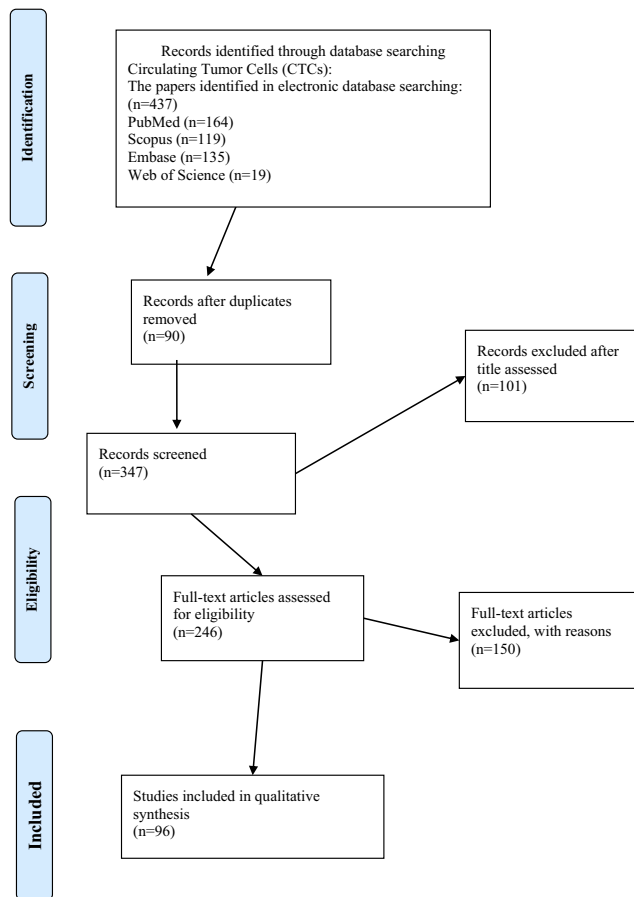 Identification
Records identified through database searching
Circulating Tumor Cells (CTCs):
The papers identified in electronic database searching:
(n=437)
PubMed (n=164)
Scopus (n=119)
Embase (n=135)
Web of Science (n=19)
Screening
Records after duplicates
removed
(n=90)
Records excluded after
title assessed
(n=101)
Records screened
(n=347)
Eligibility
Full-text articles assessed
for eligibility
(n=246)
Full-text articles
excluded, with reasons
(n=150)
Included
Studies included in qualitative
synthesis
(n=96)